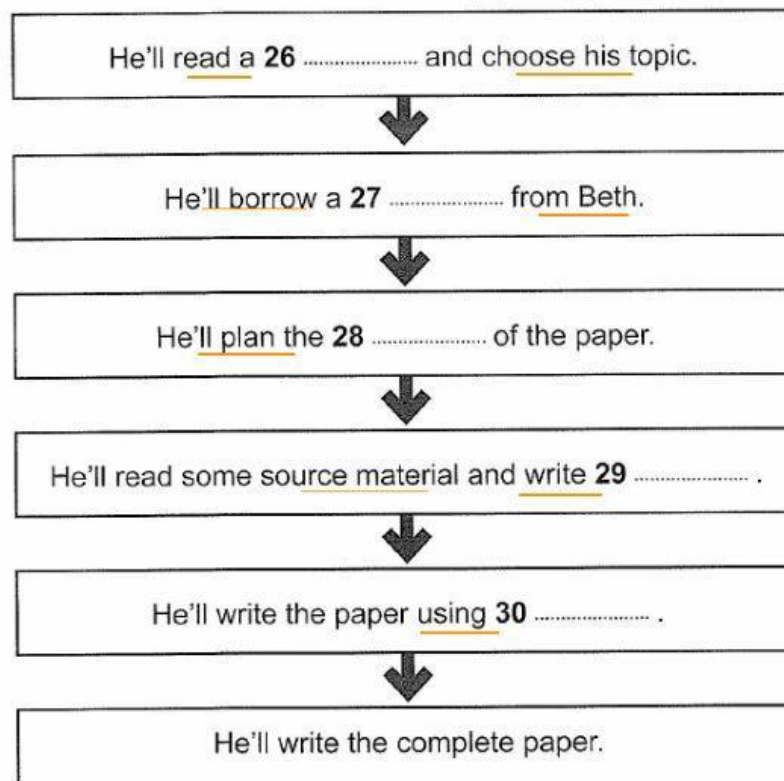 He'll read a 26 .................... and choose his topic.
He'll borrow a 27 .................... from Beth.
He'll plan the 28 .................... of the paper.
He'll read some source material and write 29 .................... .
He'll write the paper using 30 .................... .
He'll write the complete paper.